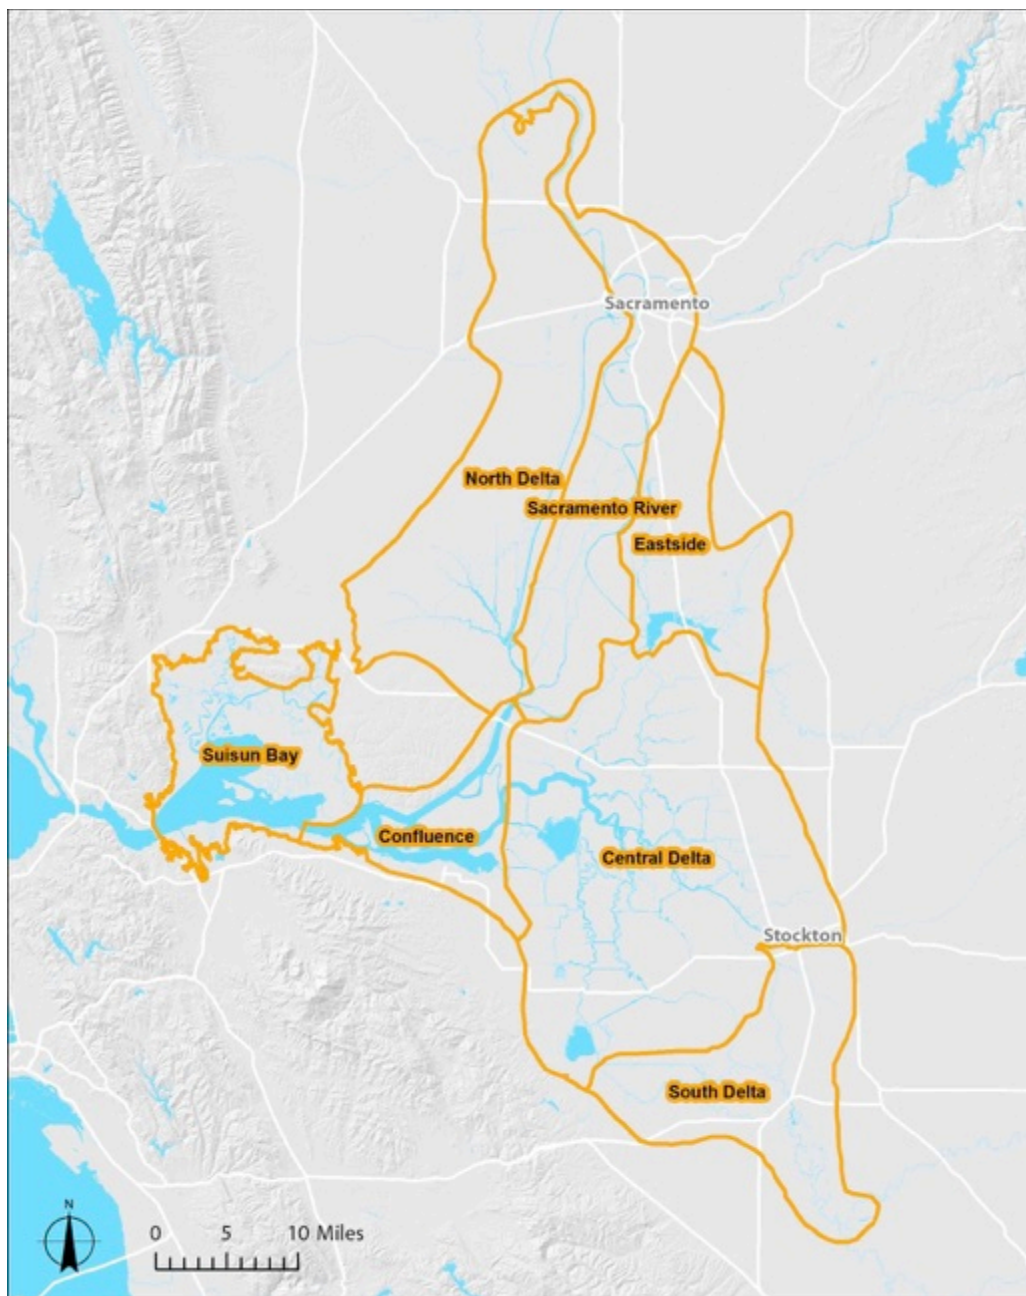 Sacramento
North Delta
Sacramento River
Eastside
Suisun Bay
Confluence
Central Delta
Stockton
South Delta
N
0 5 10 Miles